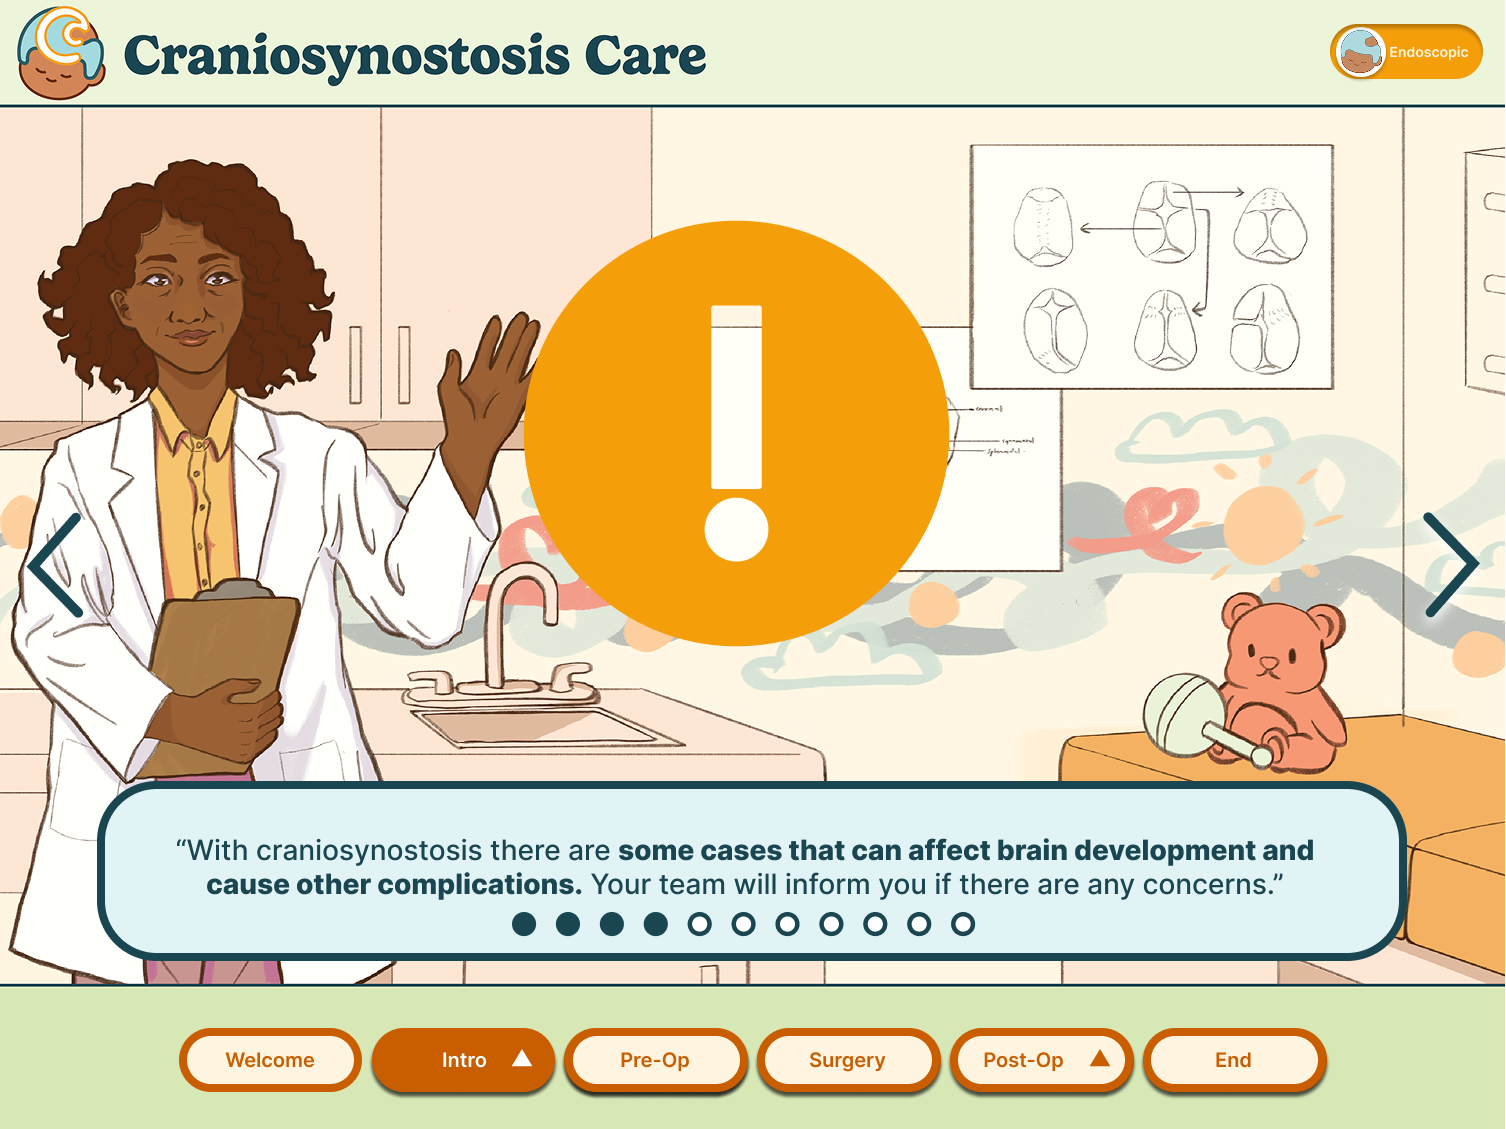 Craniosynostosis Care
Endoscopic
“With craniosynostosis there are some cases that can affect brain development and
cause other complications. Your team will inform you if there are any concerns.”
Welcome
Intro
Pre-Op
Surgery
Post-Op
End